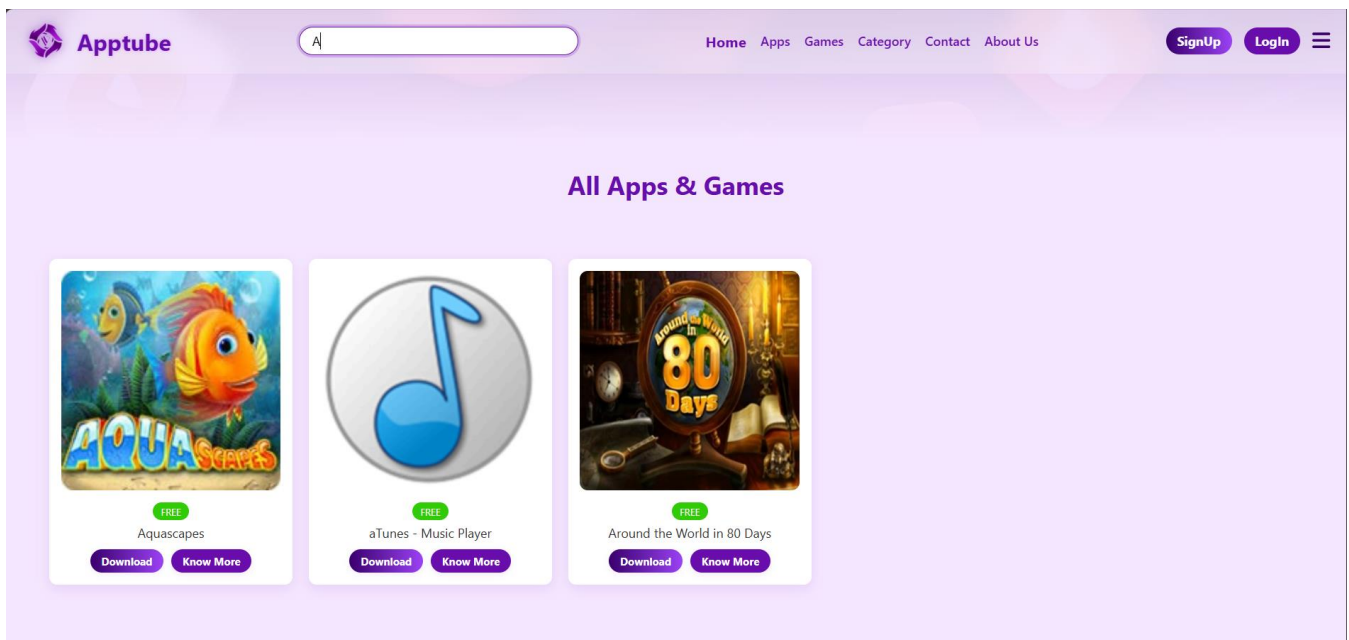 Apptube
A
Home Apps Games Category Contact About Us
SignUp LogIn
All Apps & Games
AQUASCAPES
FREE
Aquascapes
Download Know More
FREE
aTunes - Music Player
Download Know More
Around the World
in
80
Days
FREE
Around the World in 80 Days
Download Know More